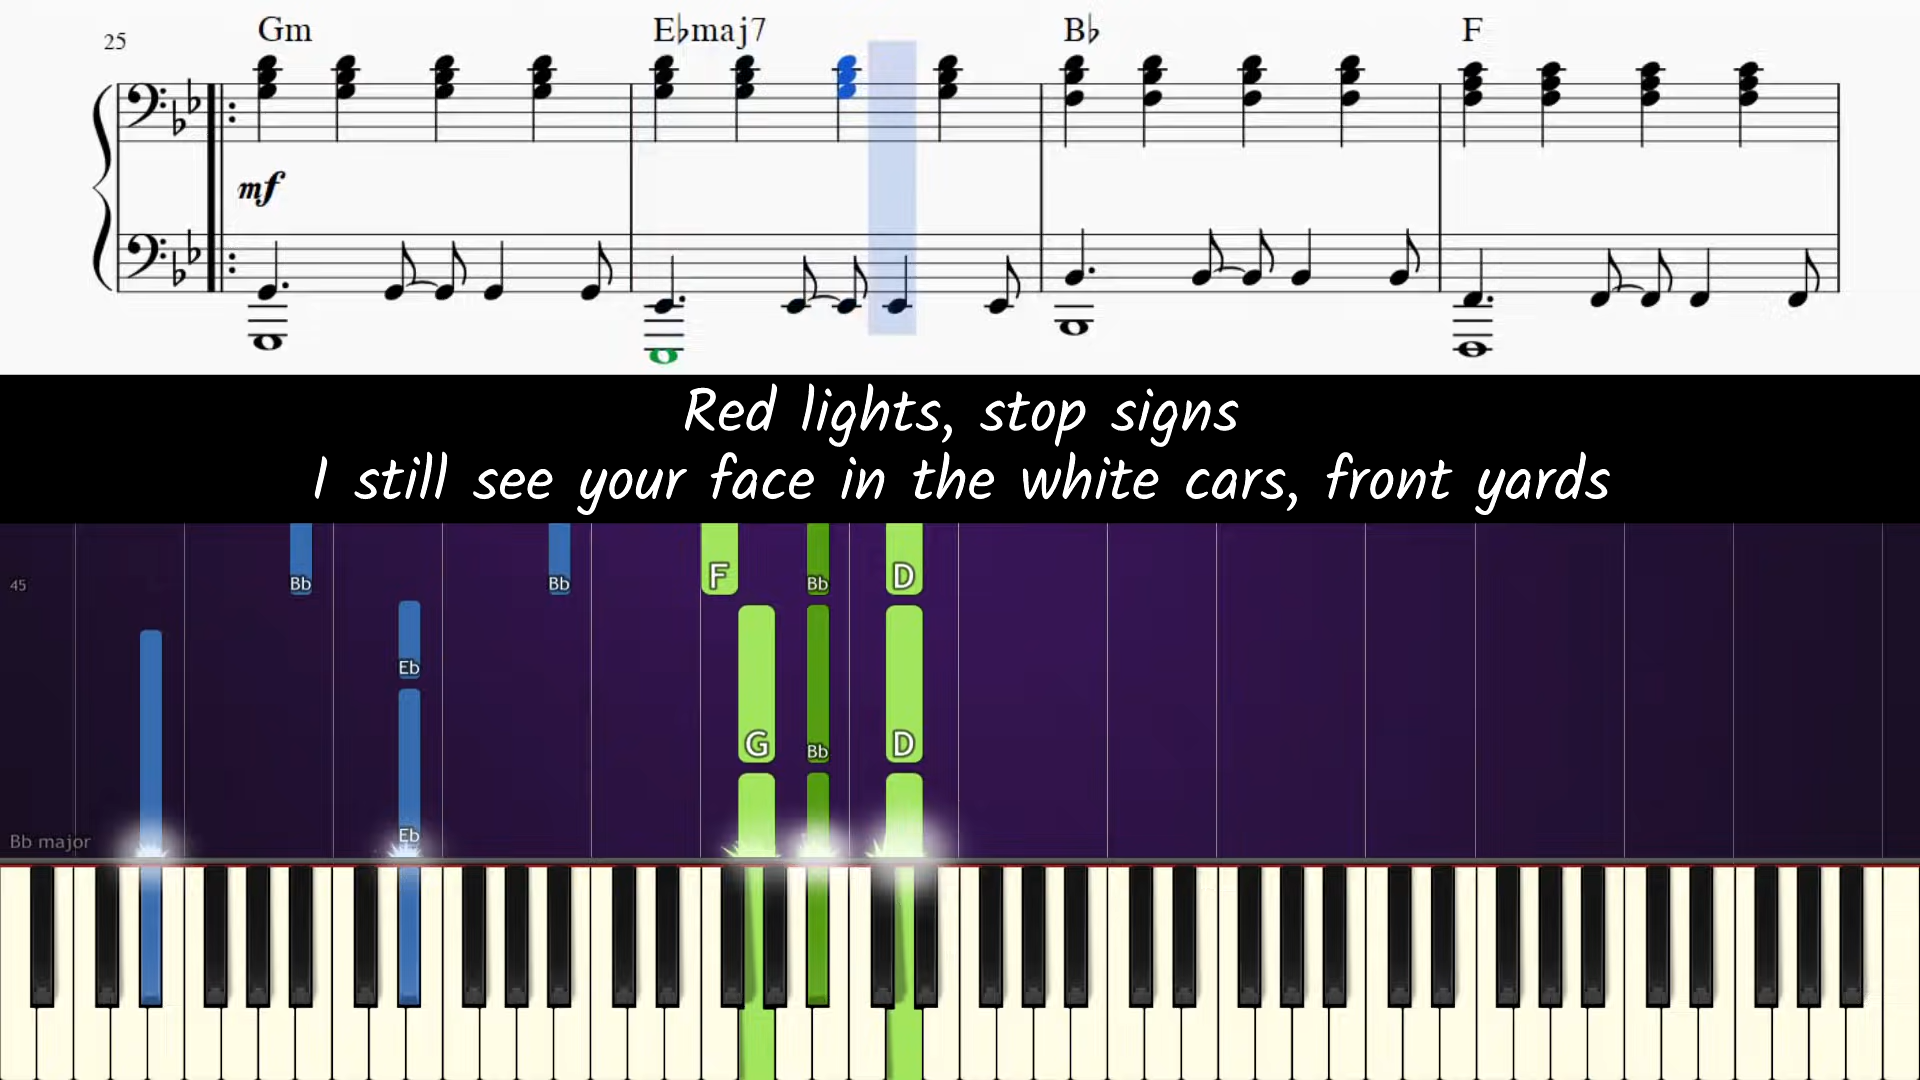 25
Gm E♭maj7 B♭ F
mf
Red lights, stop signs
I still see your face in the white cars, front yards
Bb Bb F Bb D
45
Eb
G Bb D
Bb major
Eb